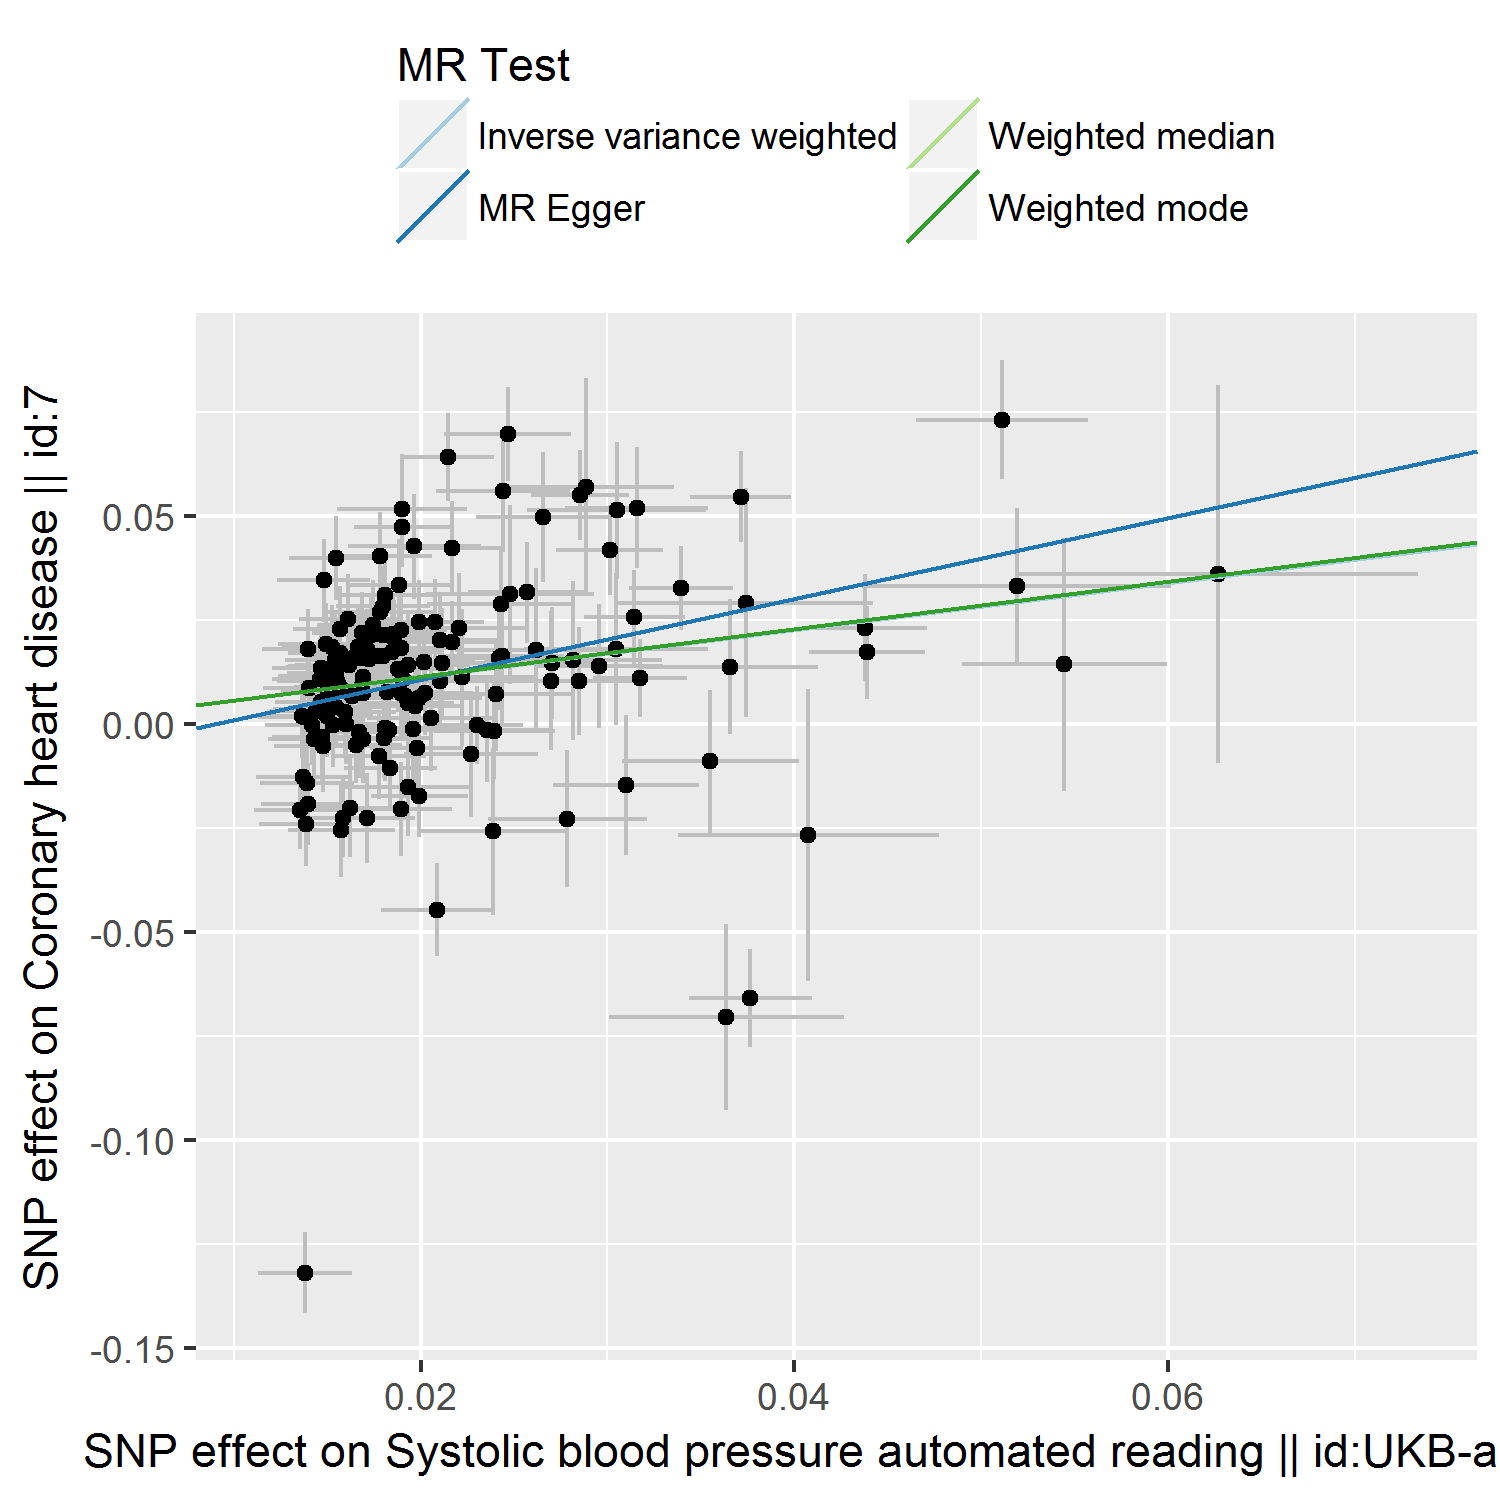 MR Test
Inverse variance weighted
Weighted median
MR Egger
Weighted mode
SNP effect on Coronary heart disease || id:7
0.05
0.00
-0.05
-0.10
-0.15
0.02
0.04
0.06
SNP effect on Systolic blood pressure automated reading || id:UKB-a